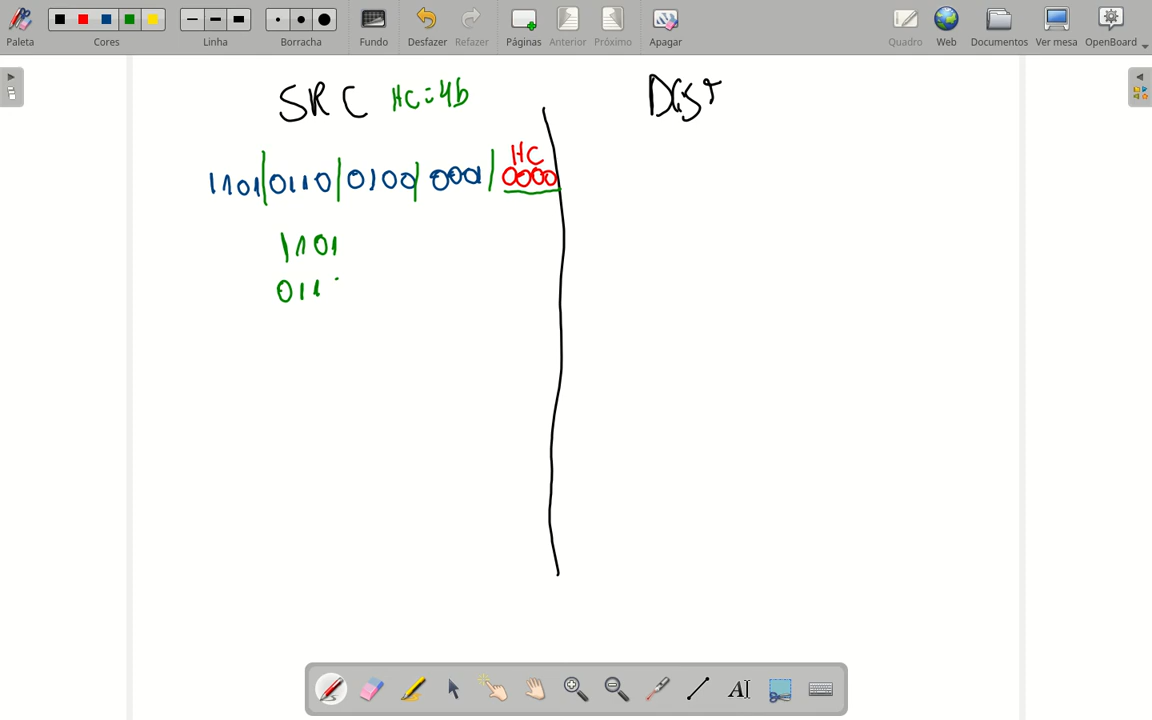 Paleta Cores Linha Borracha Fundo Desfazer Refazer Páginas Anterior Próximo Apagar Quadro Web Documentos Ver mesa OpenBoard
SRC HC=4b
1101|0110|0100|0001|
HC
0000
1101
011
AI